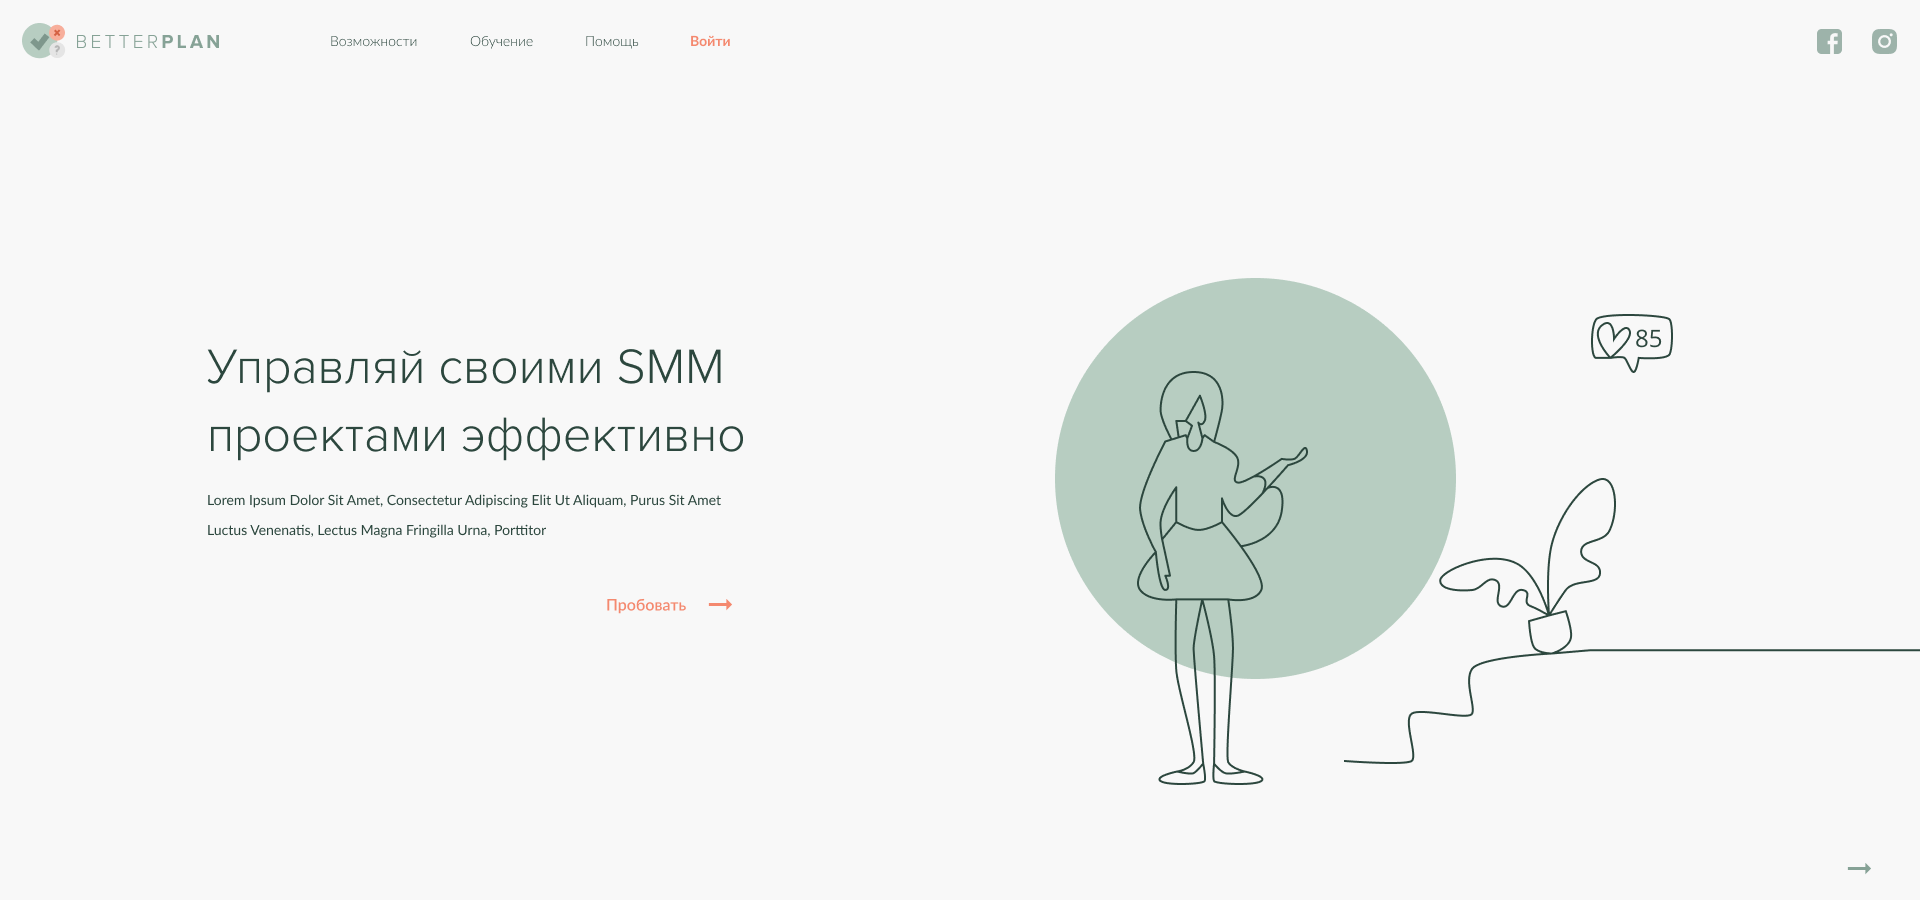 BETTERPLAN
Возможности
Обучение
Помощь
Войти
Управляй своими SMM
проектами эффективно
Lorem Ipsum Dolor Sit Amet, Consectetur Adipiscing Elit Ut Aliquam, Purus Sit Amet
Luctus Venenatis, Lectus Magna Fringilla Urna, Porttitor
Пробовать
85